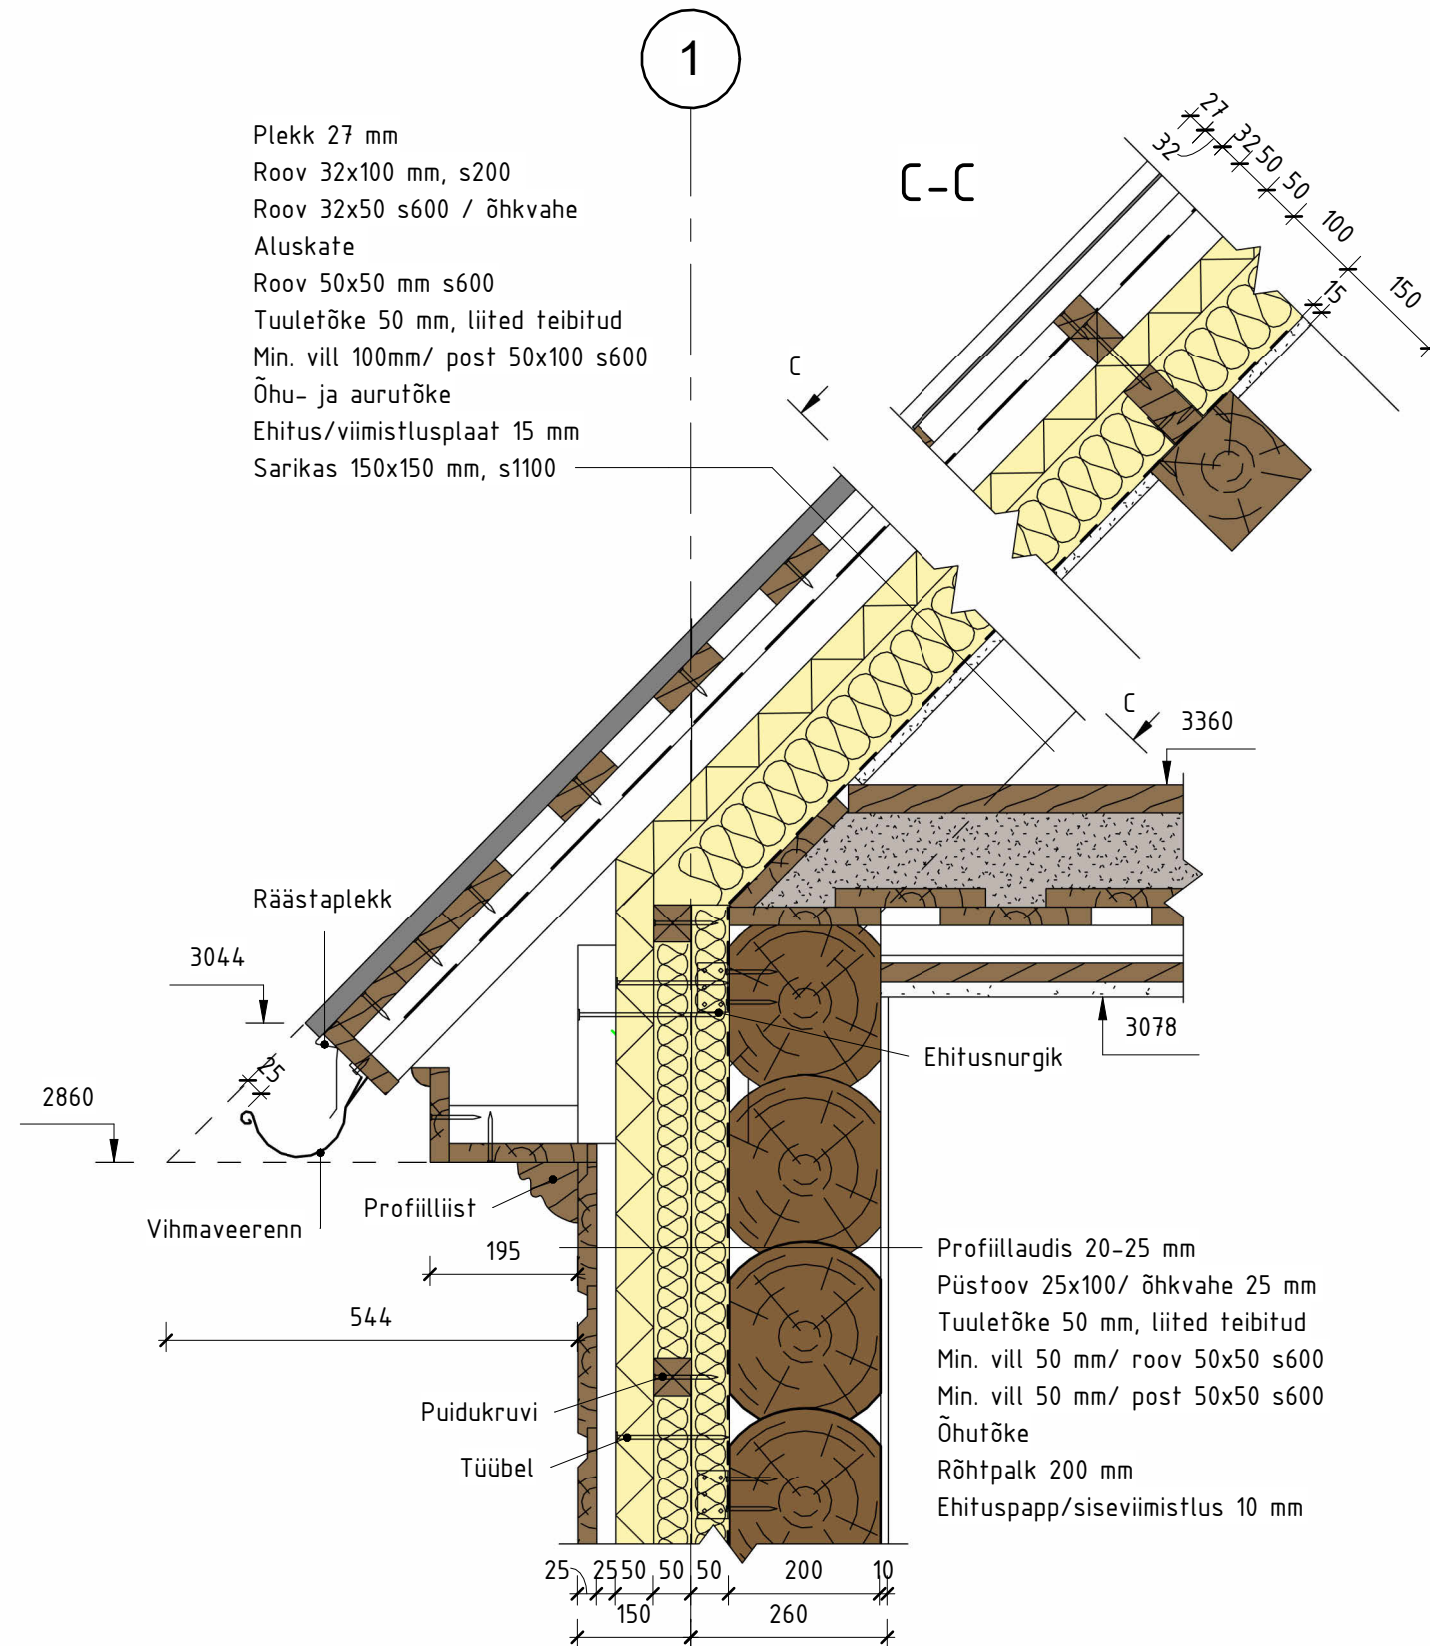 1
Plekk 27 mm
Roov 32x100 mm, s200
Roov 32x50 s600 / õhkvahe
Aluskate
Roov 50x50 mm s600
Tuuletõke 50 mm, liited teibitud
Min. vill 100mm/ post 50x100 s600
Õhu- ja aurutõke
Ehitus/viimistlusplaat 15 mm
Sarikas 150x150 mm, s1100
C-C
27
32
32
50
50
100
150
15
C
C
3360
Räästaplekk
3044
3078
Ehitusnurgik
25
2860
Profiilliist
Vihmaveerenn
195
544
Profiillaudis 20-25 mm
Püstoov 25x100/ õhkvahe 25 mm
Tuuletõke 50 mm, liited teibitud
Min. vill 50 mm/ roov 50x50 s600
Min. vill 50 mm/ post 50x50 s600
Õhutõke
Rõhtpalk 200 mm
Ehituspapp/siseviimistlus 10 mm
Puidukruvi
Tüübel
25 25 50 50 50 200 10
150 260